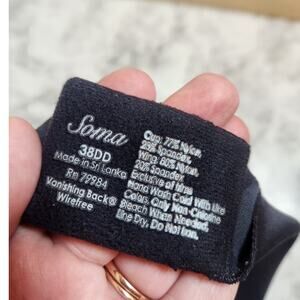 Soma
38DD
Made in Sri Lanka
Rn 79984
Vanishing Back®
Wirefree
Cup: 77% Nylon,
23% Spandex,
Wing: 80% Nylon,
20% Spandex
Exclusive of trims
Hand Wash Cold With Like
Colors, Only Non-Chlorine
Bleach When Needed,
Line Dry, Do Not Iron.